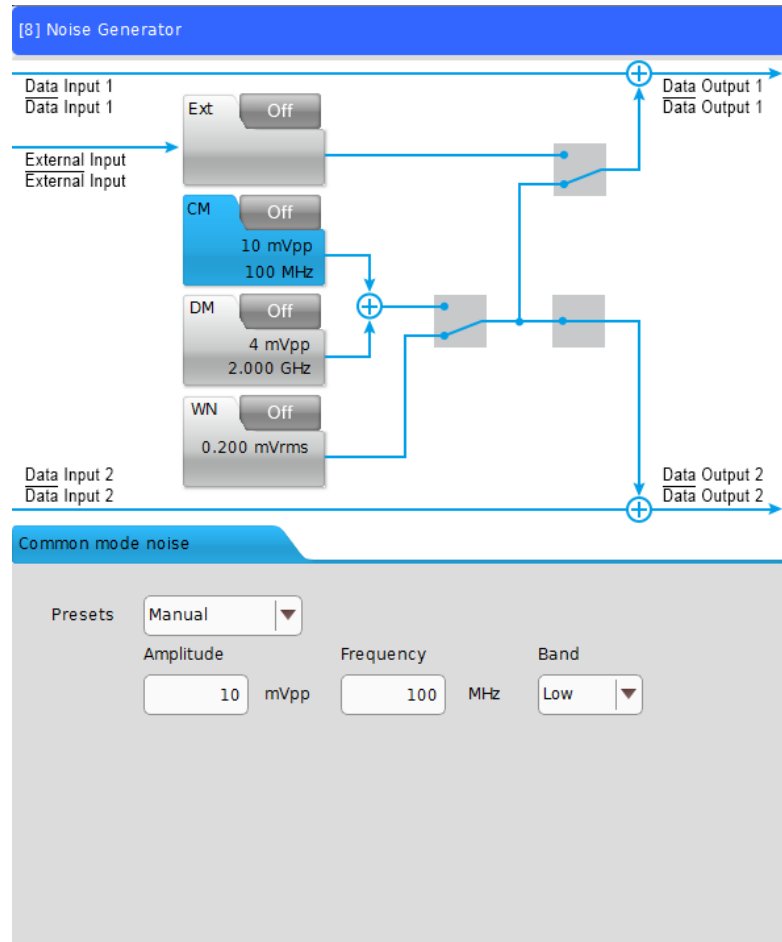 [8] Noise Generator
Data Input 1
Data Input 1
Data Output 1
Data Output 1
Ext
Off
External Input
External Input
CM
Off
10 mVpp
100 MHz
DM
Off
4 mVpp
2.000 GHz
WN
Off
0.200 mVrms
Data Input 2
Data Input 2
Data Output 2
Data Output 2
Common mode noise
Presets Manual
Amplitude Frequency Band
10 mVpp 100 MHz Low